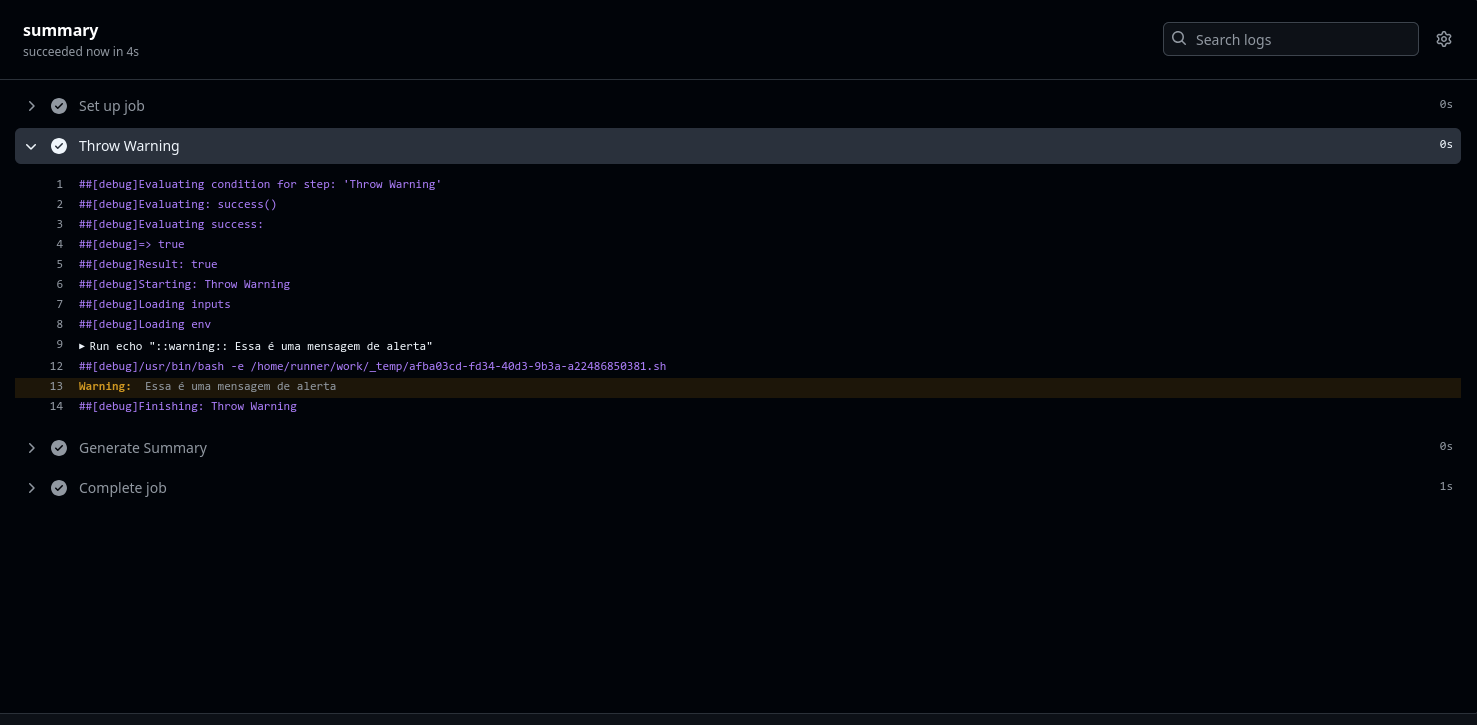 summary
succeeded now in 4s
Search logs
Set up job 0s
Throw Warning 0s
1 ##[debug]Evaluating condition for step: 'Throw Warning'
2 ##[debug]Evaluating: success()
3 ##[debug]Evaluating success:
4 ##[debug]=> true
5 ##[debug]Result: true
6 ##[debug]Starting: Throw Warning
7 ##[debug]Loading inputs
8 ##[debug]Loading env
9 ▶ Run echo "::warning:: Essa é uma mensagem de alerta"
12 ##[debug]/usr/bin/bash -e /home/runner/work/_temp/afba03cd-fd34-40d3-9b3a-a22486850381.sh
13 Warning: Essa é uma mensagem de alerta
14 ##[debug]Finishing: Throw Warning
Generate Summary 0s
Complete job 1s